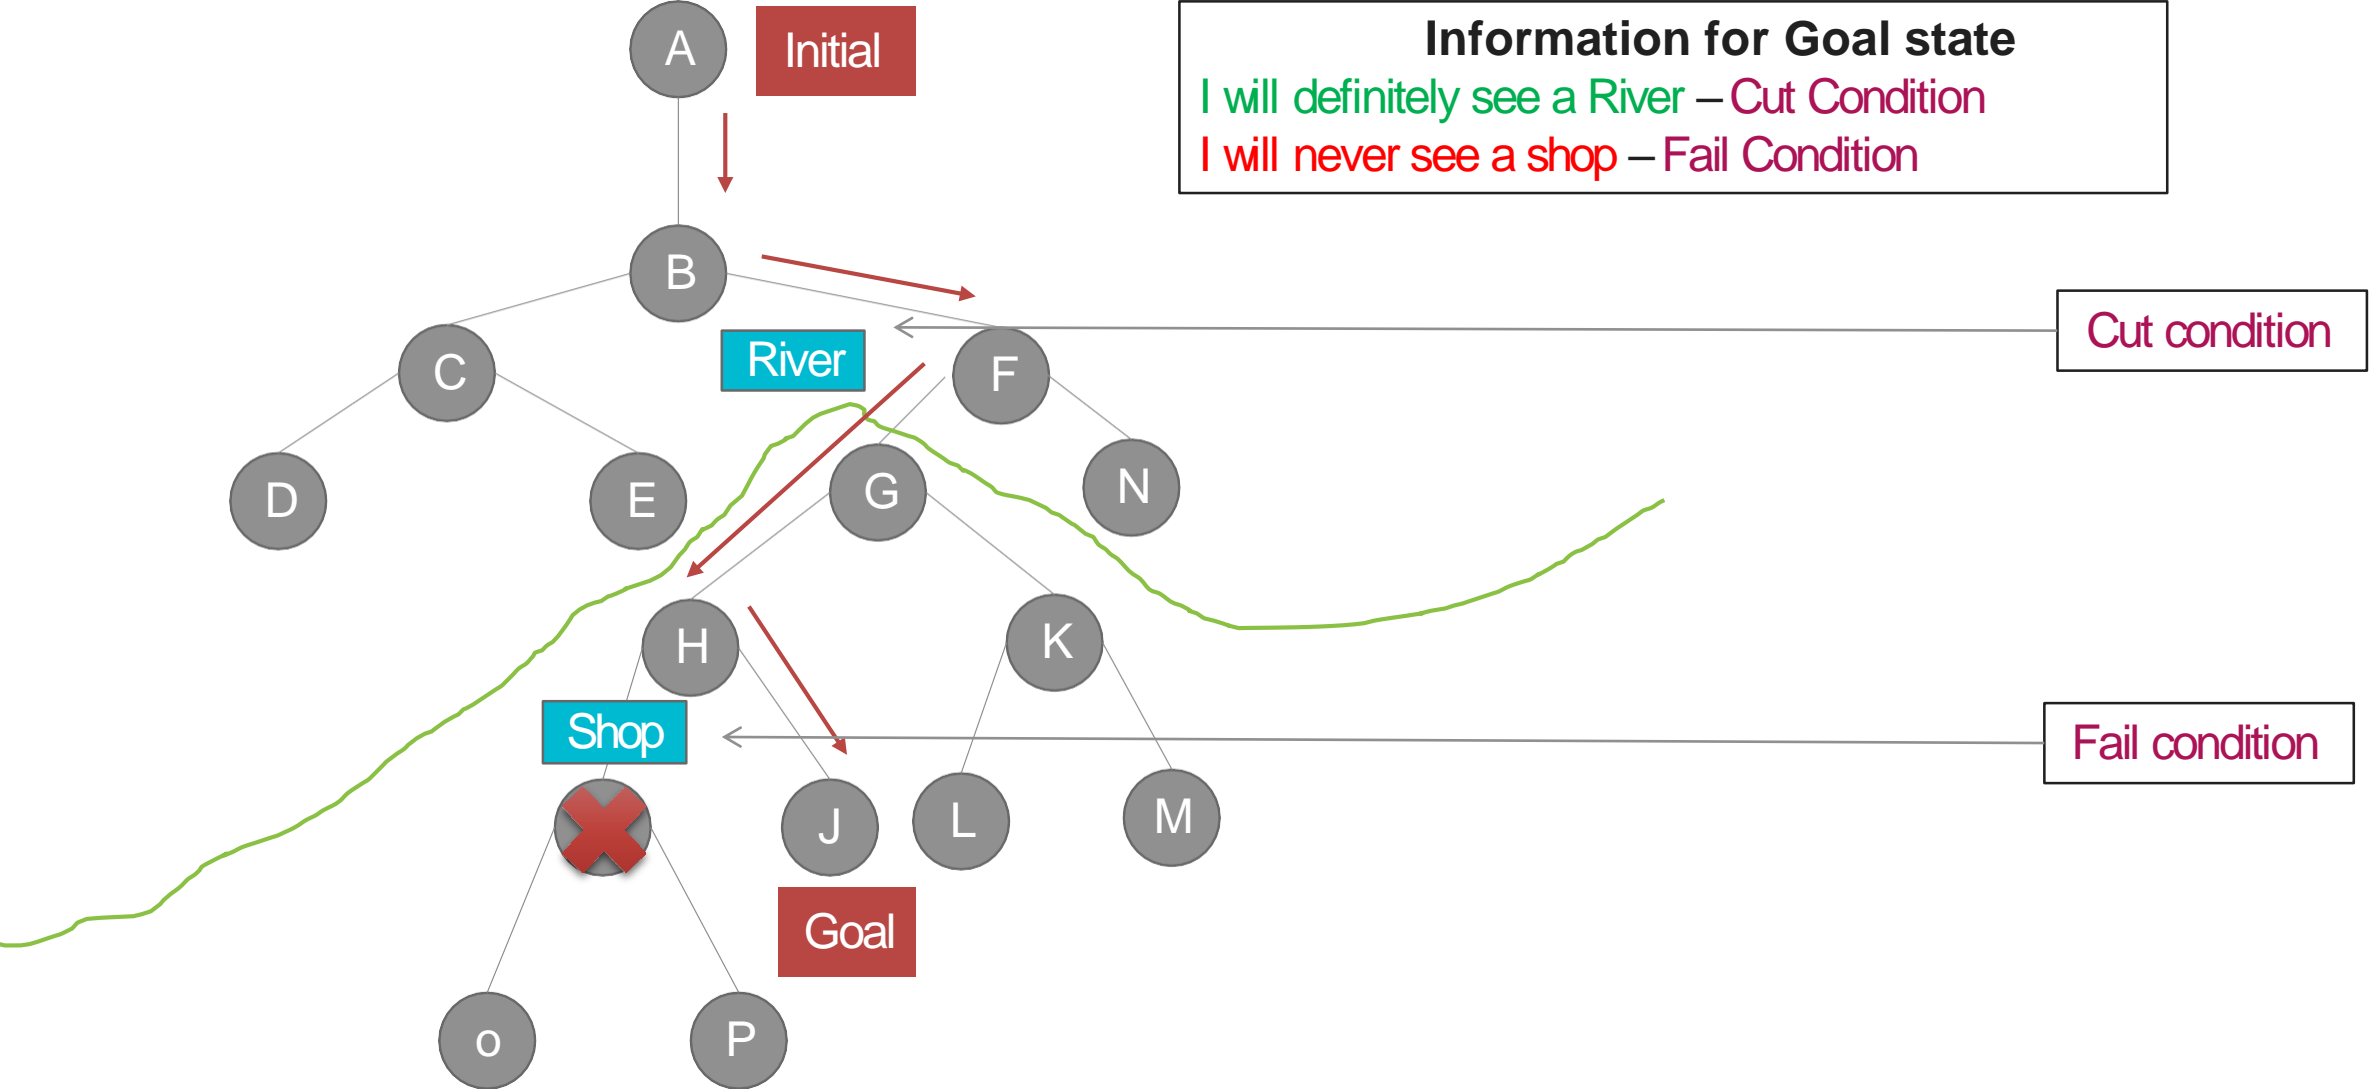 A
Initial
Information for Goal state
I will definitely see a River – Cut Condition
I will never see a shop – Fail Condition
B
Cut condition
River
C
F
D
E
G
N
H
K
Shop
Fail condition
J
L
M
Goal
o
P